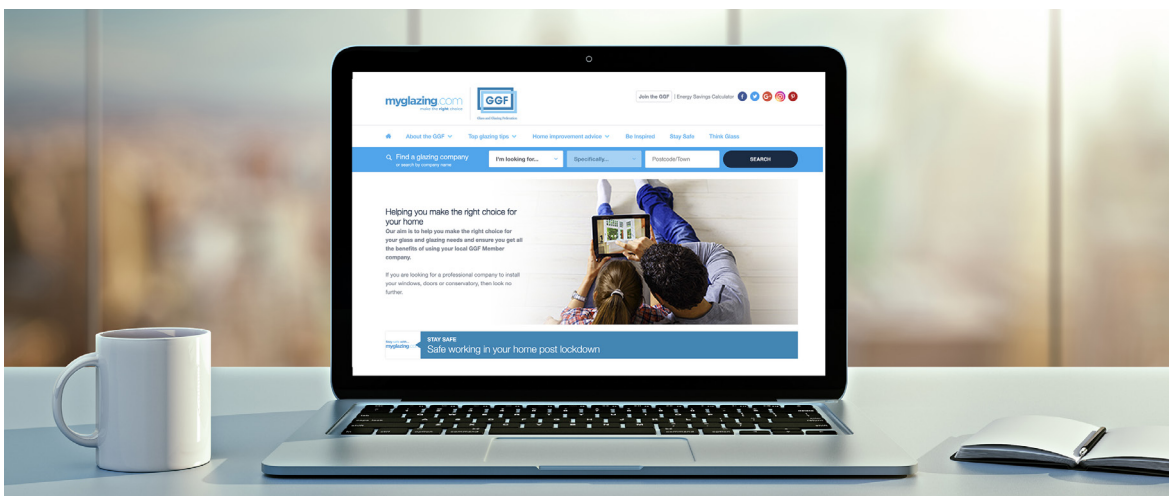 myglazing.com
make the right choice
GGF
Glass and Glazing Federation
Join the GGF | Energy Savings Calculator
About the GGF
Top glazing tips
Home improvement advice
Be Inspired
Stay Safe
Think Glass
Find a glazing company
or search by company name
I'm looking for...
Specifically...
Postcode/Town
SEARCH
Helping you make the right choice for
your home
Our aim is to help you make the right choice for
your glass and glazing needs and ensure you get all
the benefits of using your local GGF Member
company.
If you are looking for a professional company to install
your windows, doors or conservatory, then look no
further.
myglazing
STAY SAFE
Safe working in your home post lockdown